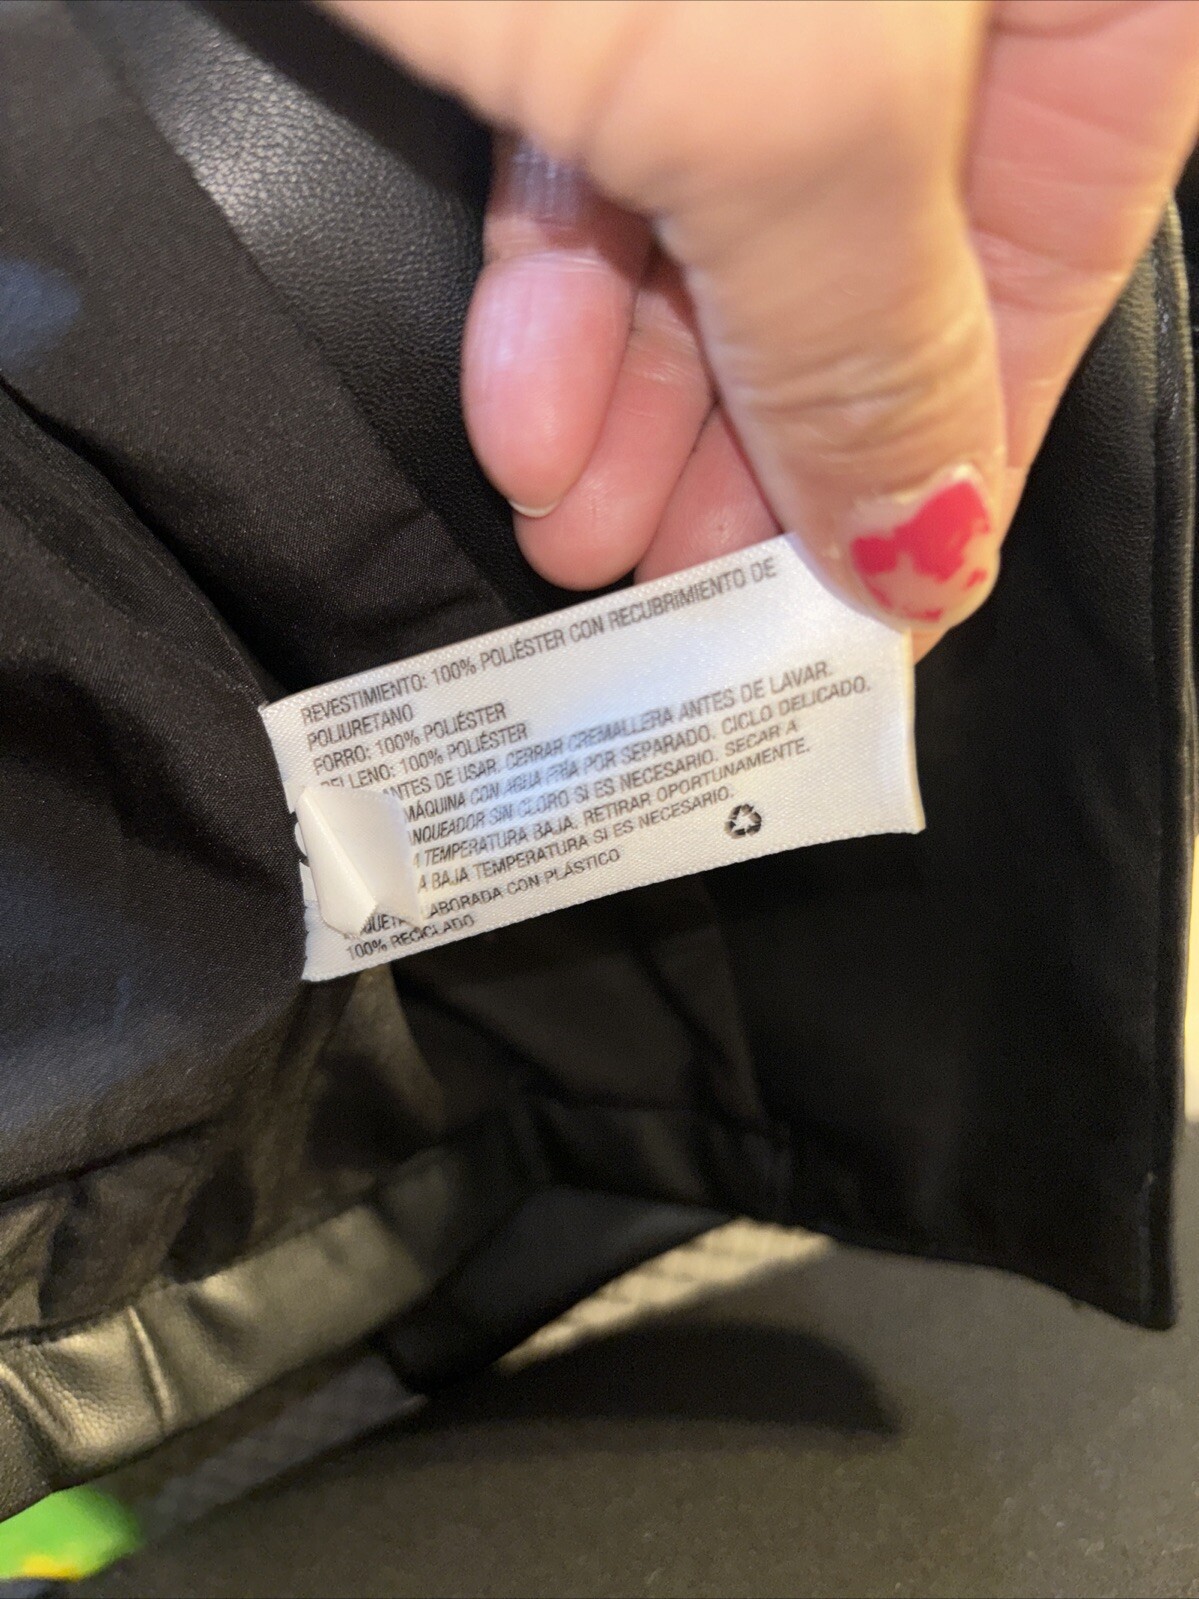 REVESTIMIENTO: 100% POLIÉSTER CON RECUBRIMIENTO DE
POLIURETANO
FORRO: 100% POLIÉSTER
RELLENO: 100% POLIÉSTER
ANTES DE USAR. CERRAR CREMALLERA ANTES DE LAVAR.
MÁQUINA CON AGUA FRÍA POR SEPARADO. CICLO DELICADO.
NQUEADOR SIN CLORO SI ES NECESARIO. SECAR A
TEMPERATURA BAJA. RETIRAR OPORTUNAMENTE.
A BAJA TEMPERATURA SI ES NECESARIO.
LABORADA CON PLÁSTICO
100% RECICLADO